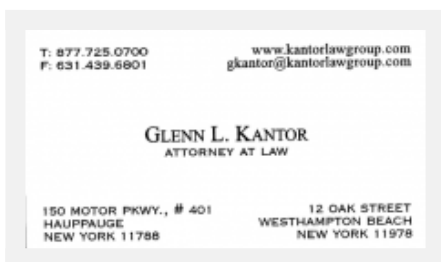 T: 877.725.0700
F: 631.439.6801
www.kantorlawgroup.com
gkantor@kantorlawgroup.com
GLENN L. KANTOR
ATTORNEY AT LAW
150 MOTOR PKWY., # 401
HAUPPAUGE
NEW YORK 11788
12 OAK STREET
WESTHAMPTON BEACH
NEW YORK 11978